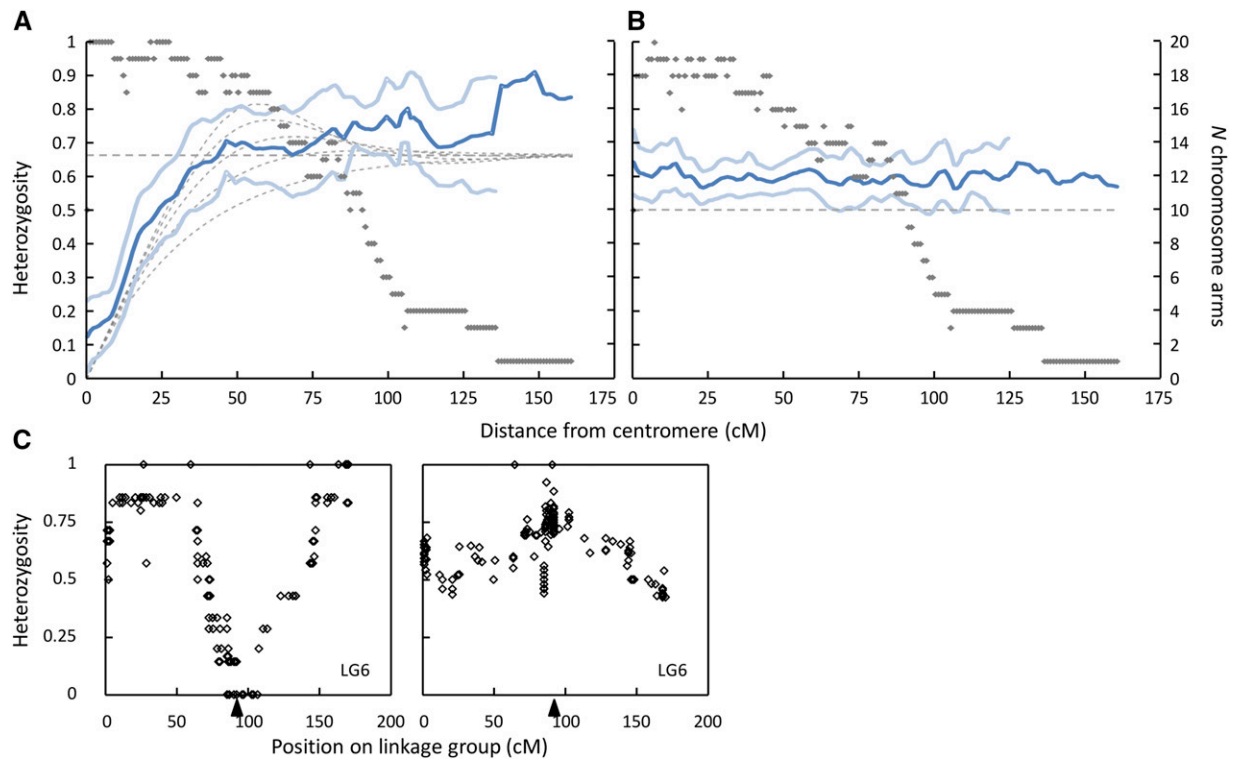 A
B
Heterozygosity
1
0.9
0.8
0.7
0.6
0.5
0.4
0.3
0.2
0.1
0
0 25 50 75 100 125 150 175
0 25 50 75 100 125 150 175
20
18
16
14
12
10
8
6
4
2
0
N chroomosome arms
Distance from centromere (cM)
C
Heterozygosity
1
0.75
0.5
0.25
0
LG6
LG6
0 50 100 150 200
0 50 100 150 200
Position on linkage group (cM)